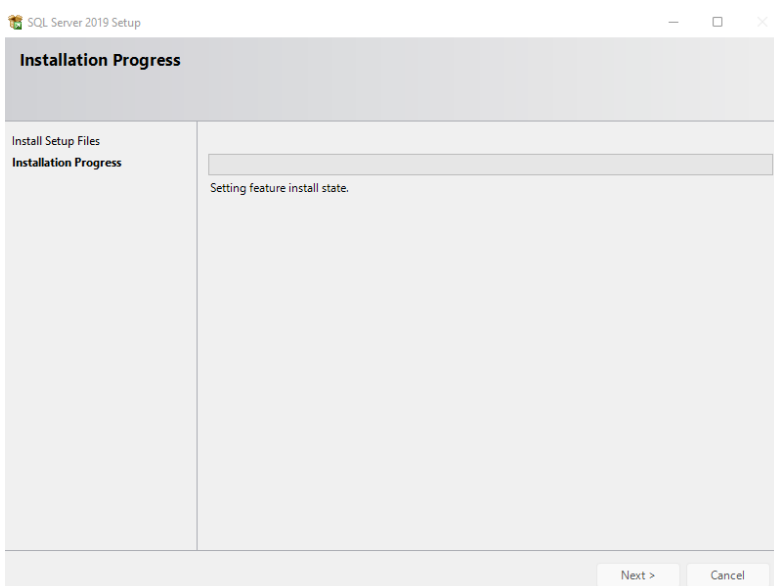 SQL Server 2019 Setup
Installation Progress
Install Setup Files
Installation Progress
Setting feature install state.
Next >
Cancel